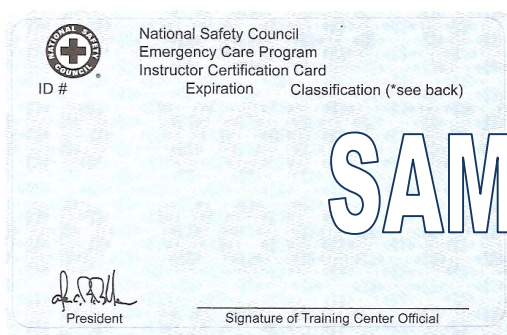 NATIONAL SAFETY COUNCIL
®
National Safety Council
Emergency Care Program
Instructor Certification Card
ID # Expiration Classification (*see back)
SAM
President Signature of Training Center Official